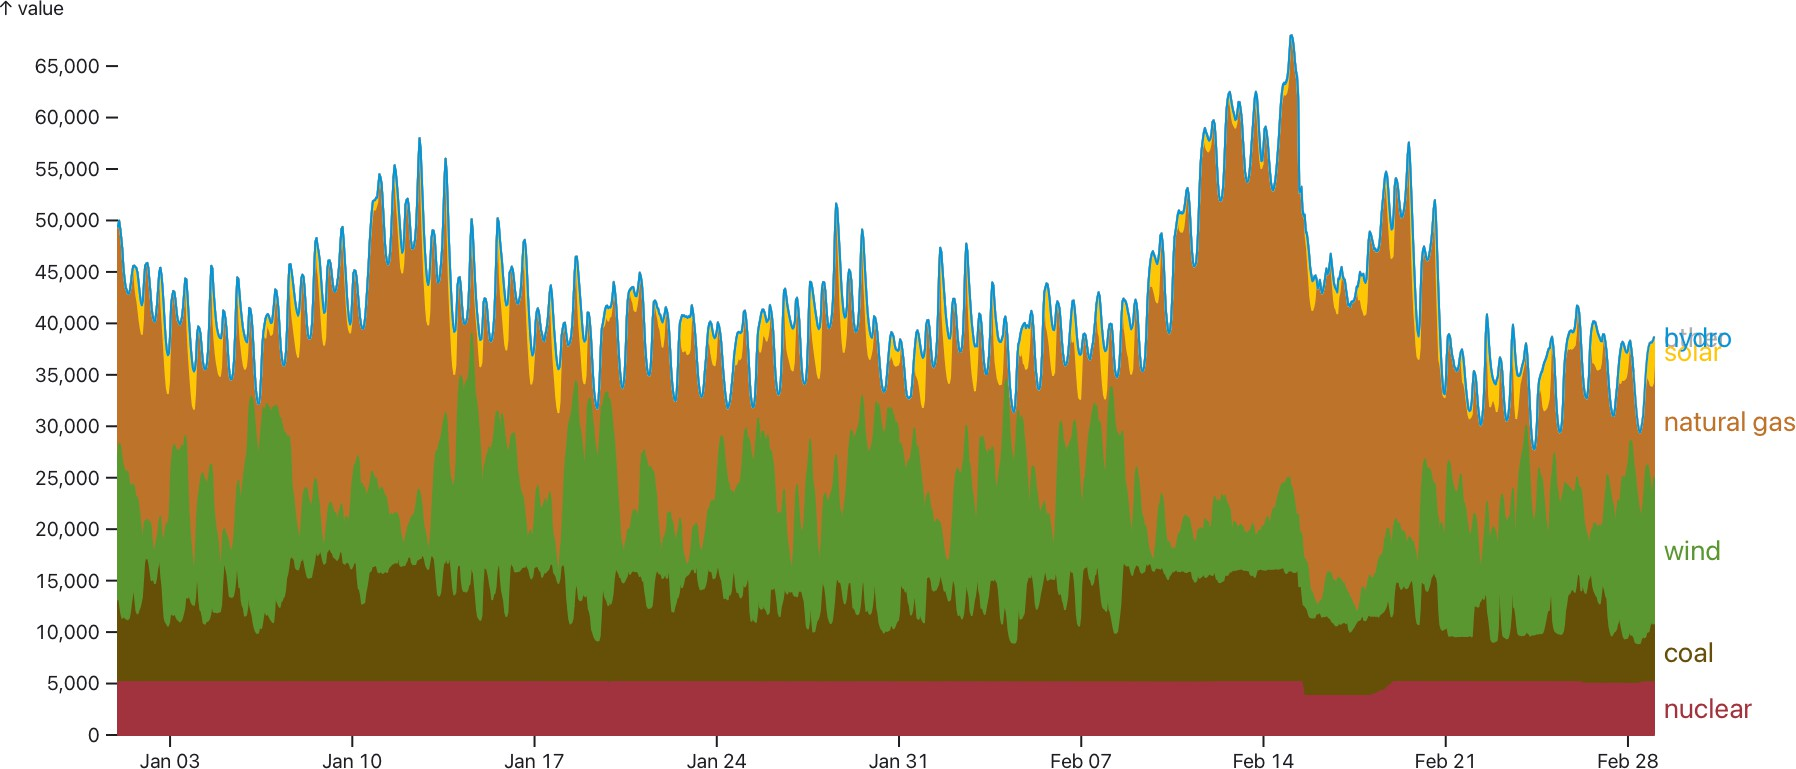 ↑ value
65,000
60,000
55,000
50,000
45,000
40,000
35,000
30,000
25,000
20,000
15,000
10,000
5,000
0
hydro
solar
natural gas
wind
coal
nuclear
Jan 03 Jan 10 Jan 17 Jan 24 Jan 31 Feb 07 Feb 14 Feb 21 Feb 28